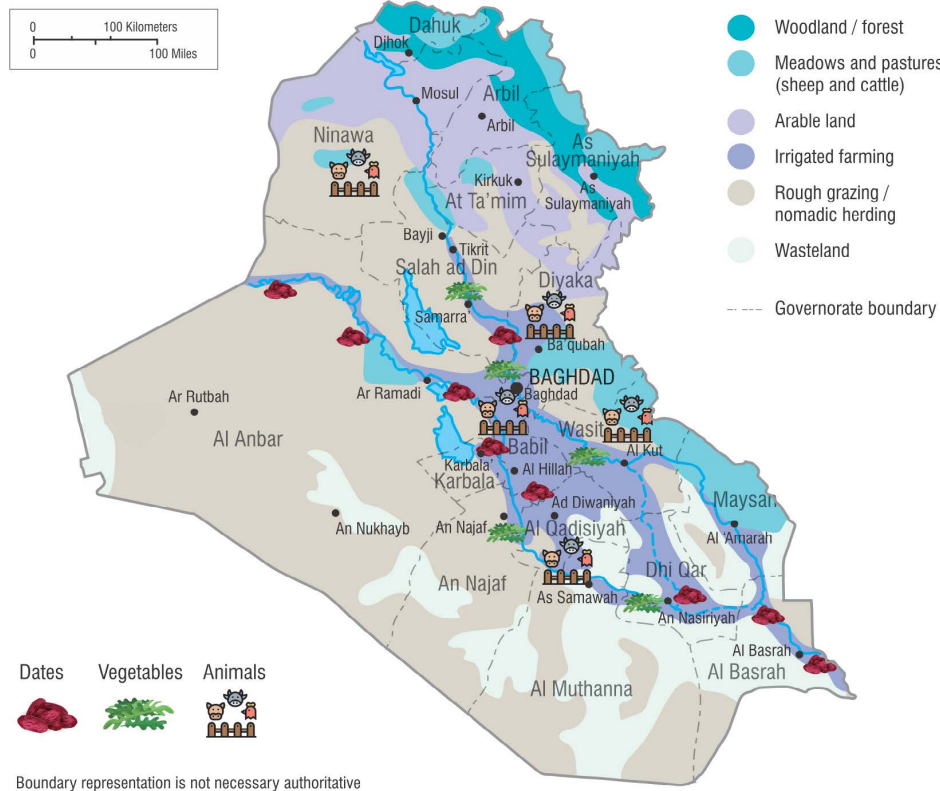 0 100 Kilometers
0 100 Miles
Woodland / forest
Meadows and pastures
(sheep and cattle)
Arable land
Irrigated farming
Rough grazing /
nomadic herding
Wasteland
Governorate boundary
Dahuk
Djhok
Mosul
Arbil
Arbil
Ninawa
As
Sulaymaniyah
As
Sulaymaniyah
Kirkuk
At Ta'mim
Bayji
Tikrit
Salah ad Din
Diyaka
Samarra'
Ba qubah
BAGHDAD
Baghdad
Ar Ramadi
Ar Rutbah
Al Anbar
Wasit
Babil
Al Kut
Karbala'
Karbala'
Al Hillah
Maysan
Ad Diwaniyah
An Nukhayb
An Najaf
Al Qadisiyah
Al 'Amarah
Dhi Qar
An Najaf
As Samawah
An Nasiriyah
Al Basrah
Al Basrah
Al Muthanna
Dates Vegetables Animals
Boundary representation is not necessary authoritative